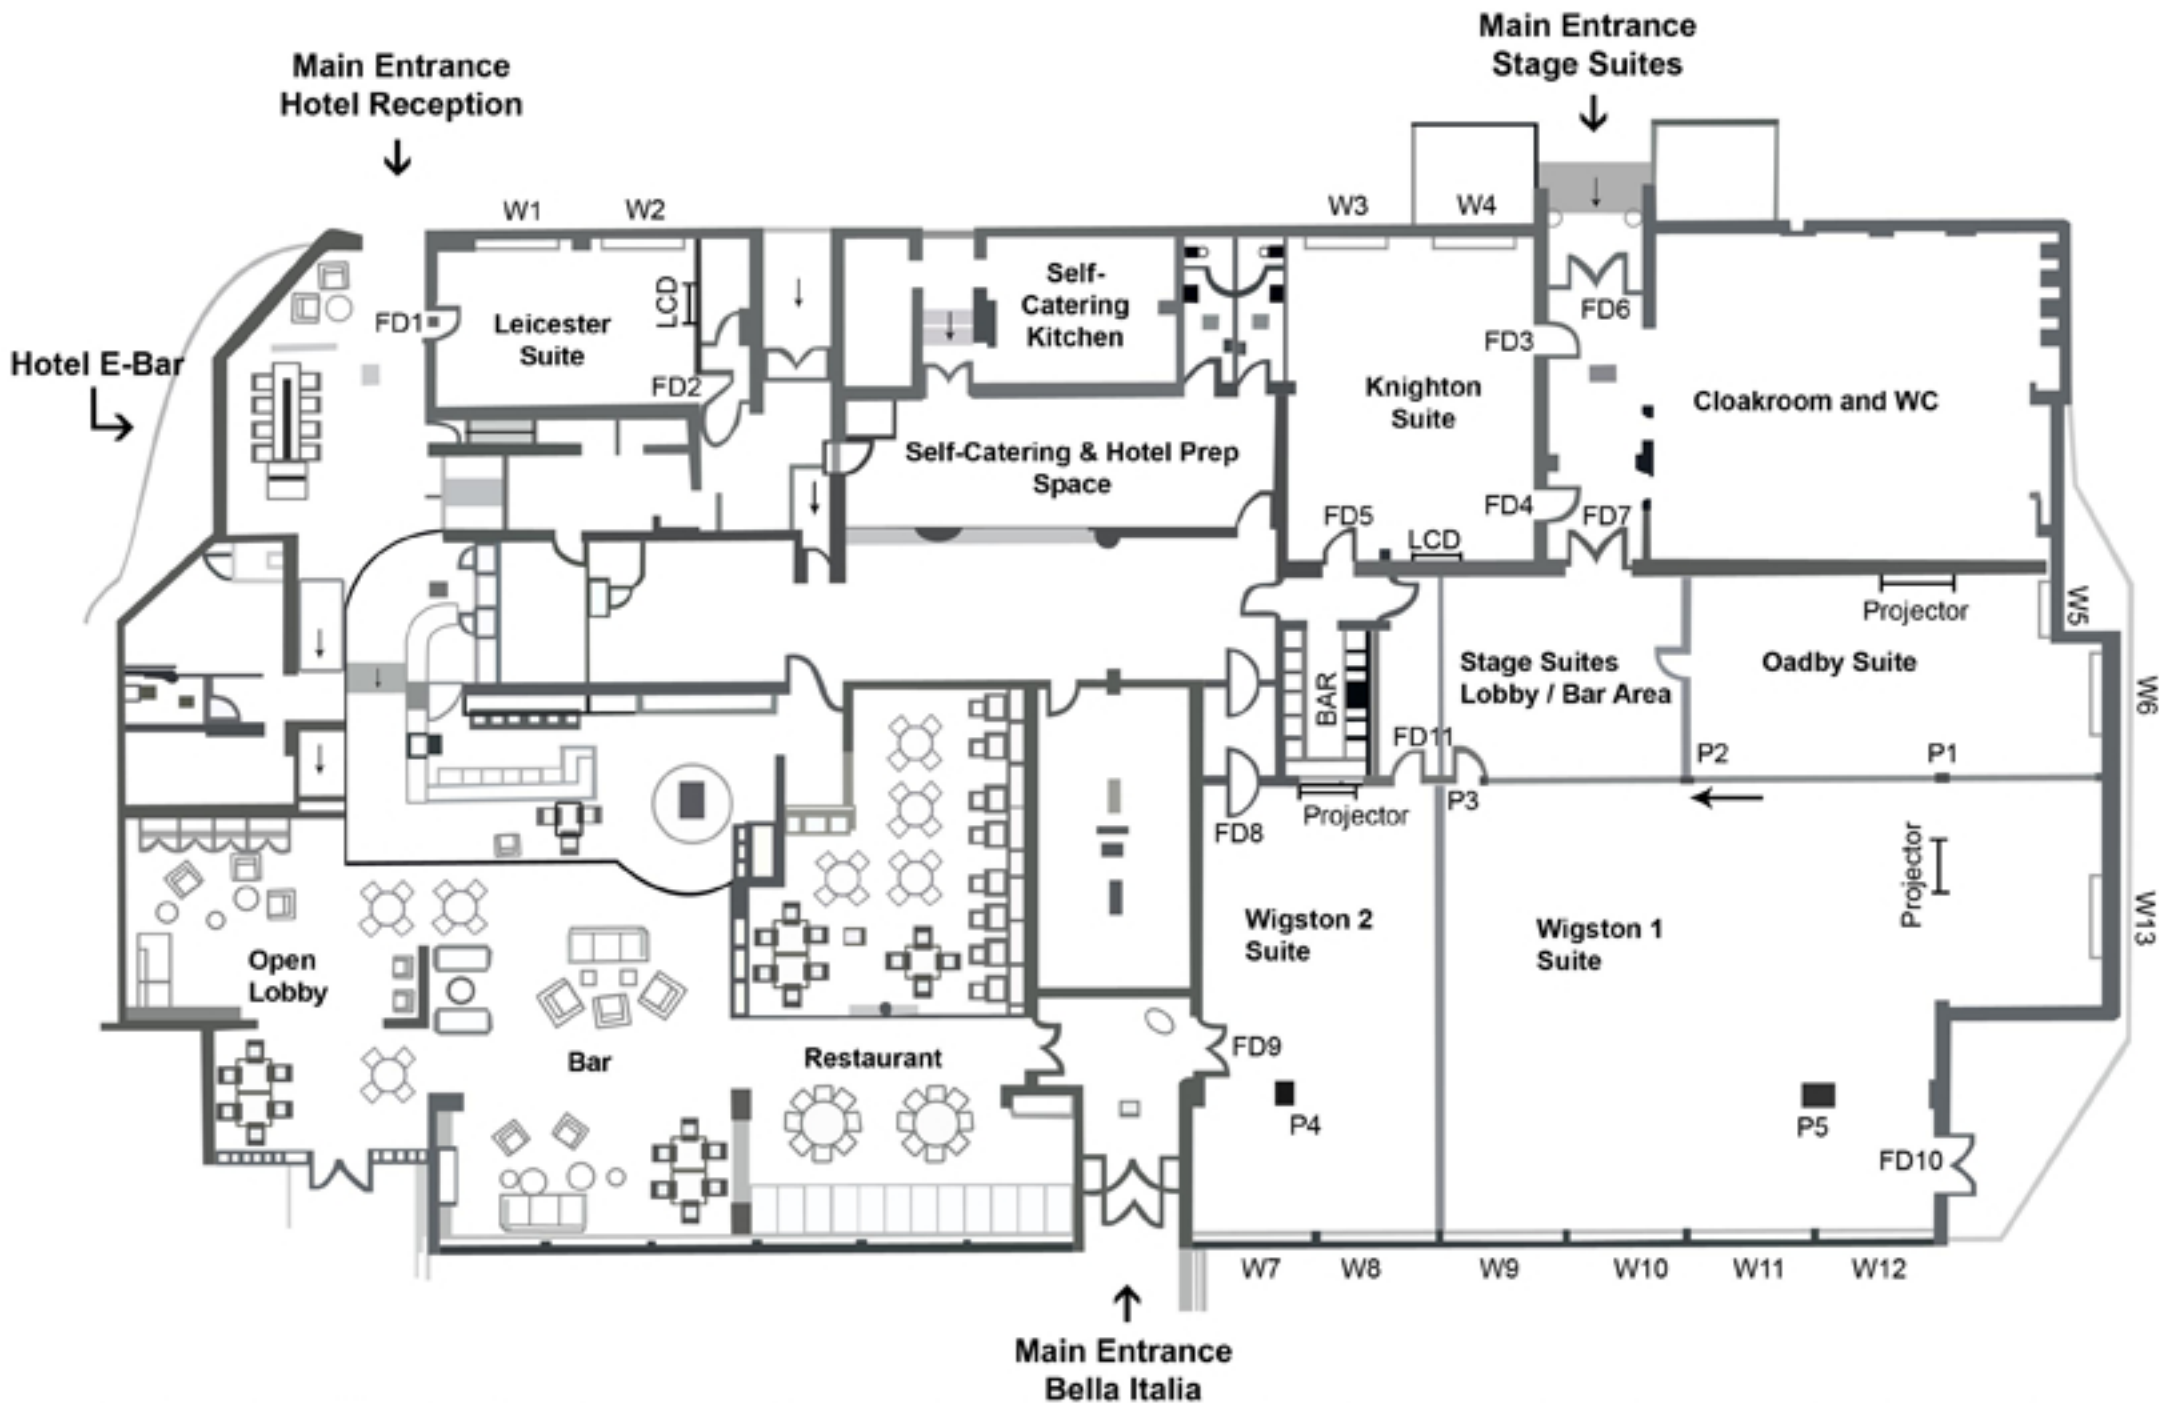 Main Entrance
Stage Suites
Main Entrance
Hotel Reception
W1
W2
W3
W4
Hotel E-Bar
FD1
Leicester
Suite
LCD
FD2
Self-
Catering
Kitchen
FD3
FD6
Knighton
Suite
Cloakroom and WC
Self-Catering & Hotel Prep
Space
FD4
FD5
FD7
LCD
Projector
W5
Stage Suites
Lobby / Bar Area
Oadby Suite
W6
BAR
FD11
P2
P1
P3
Projector
FD8
Projector
Wigston 2
Suite
Wigston 1
Suite
W13
Open
Lobby
Bar
Restaurant
FD9
P4
P5
FD10
W7
W8
W9
W10
W11
W12
Main Entrance
Bella Italia